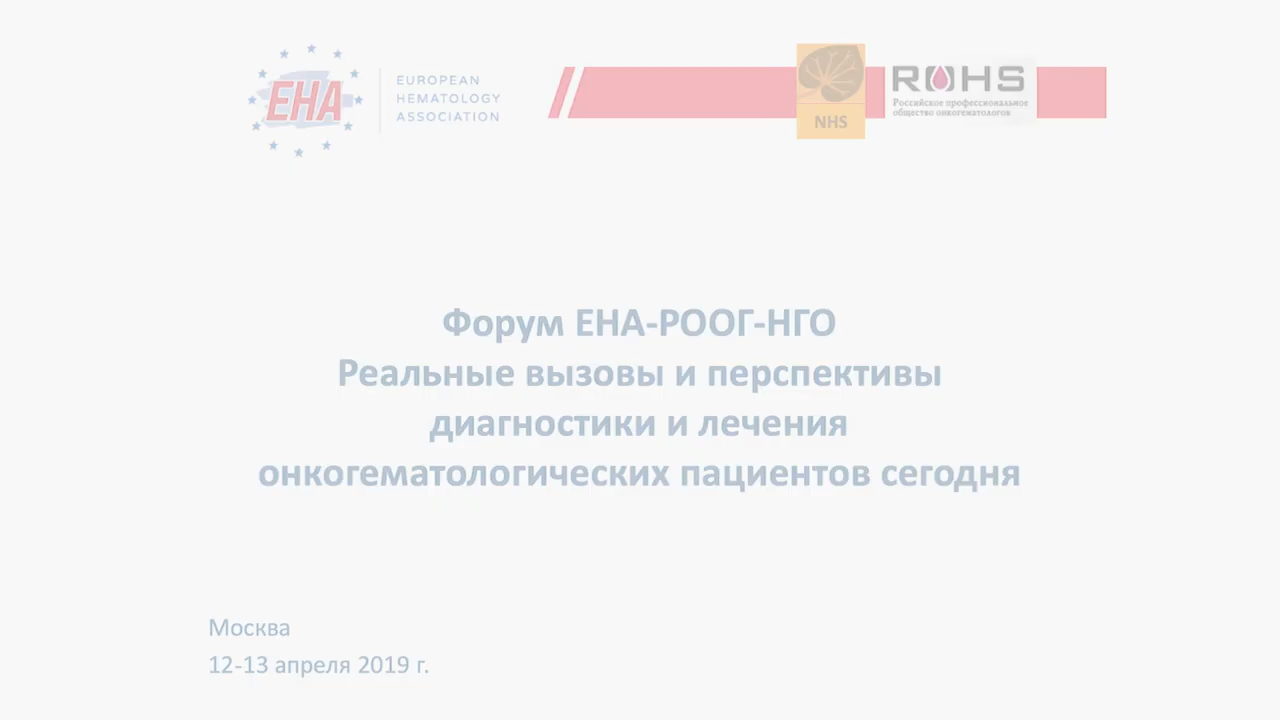 EHA
EUROPEAN
HEMATOLOGY
ASSOCIATION
NHS
ROHS
Российское профессиональное
общество онкогематологов
Форум ЕНА-РООГ-НГО
Реальные вызовы и перспективы
диагностики и лечения
онкогематологических пациентов сегодня
Москва
12-13 апреля 2019 г.